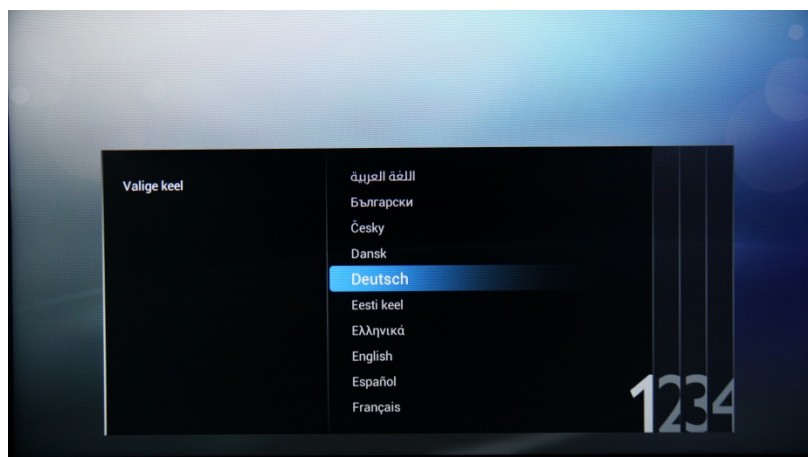 Valige keel
اللغة العربية
Български
Česky
Dansk
Deutsch
Eesti keel
Ελληνικά
English
Español
Français
1234